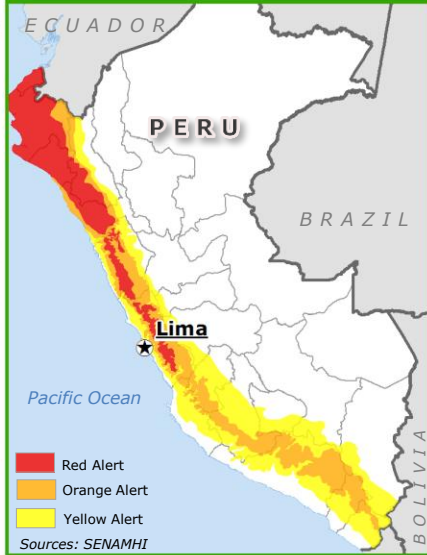 ECUADOR
PERU
BRAZIL
Lima
Pacific Ocean
BOLIVIA
Red Alert
Orange Alert
Yellow Alert
Sources: SENAMHI